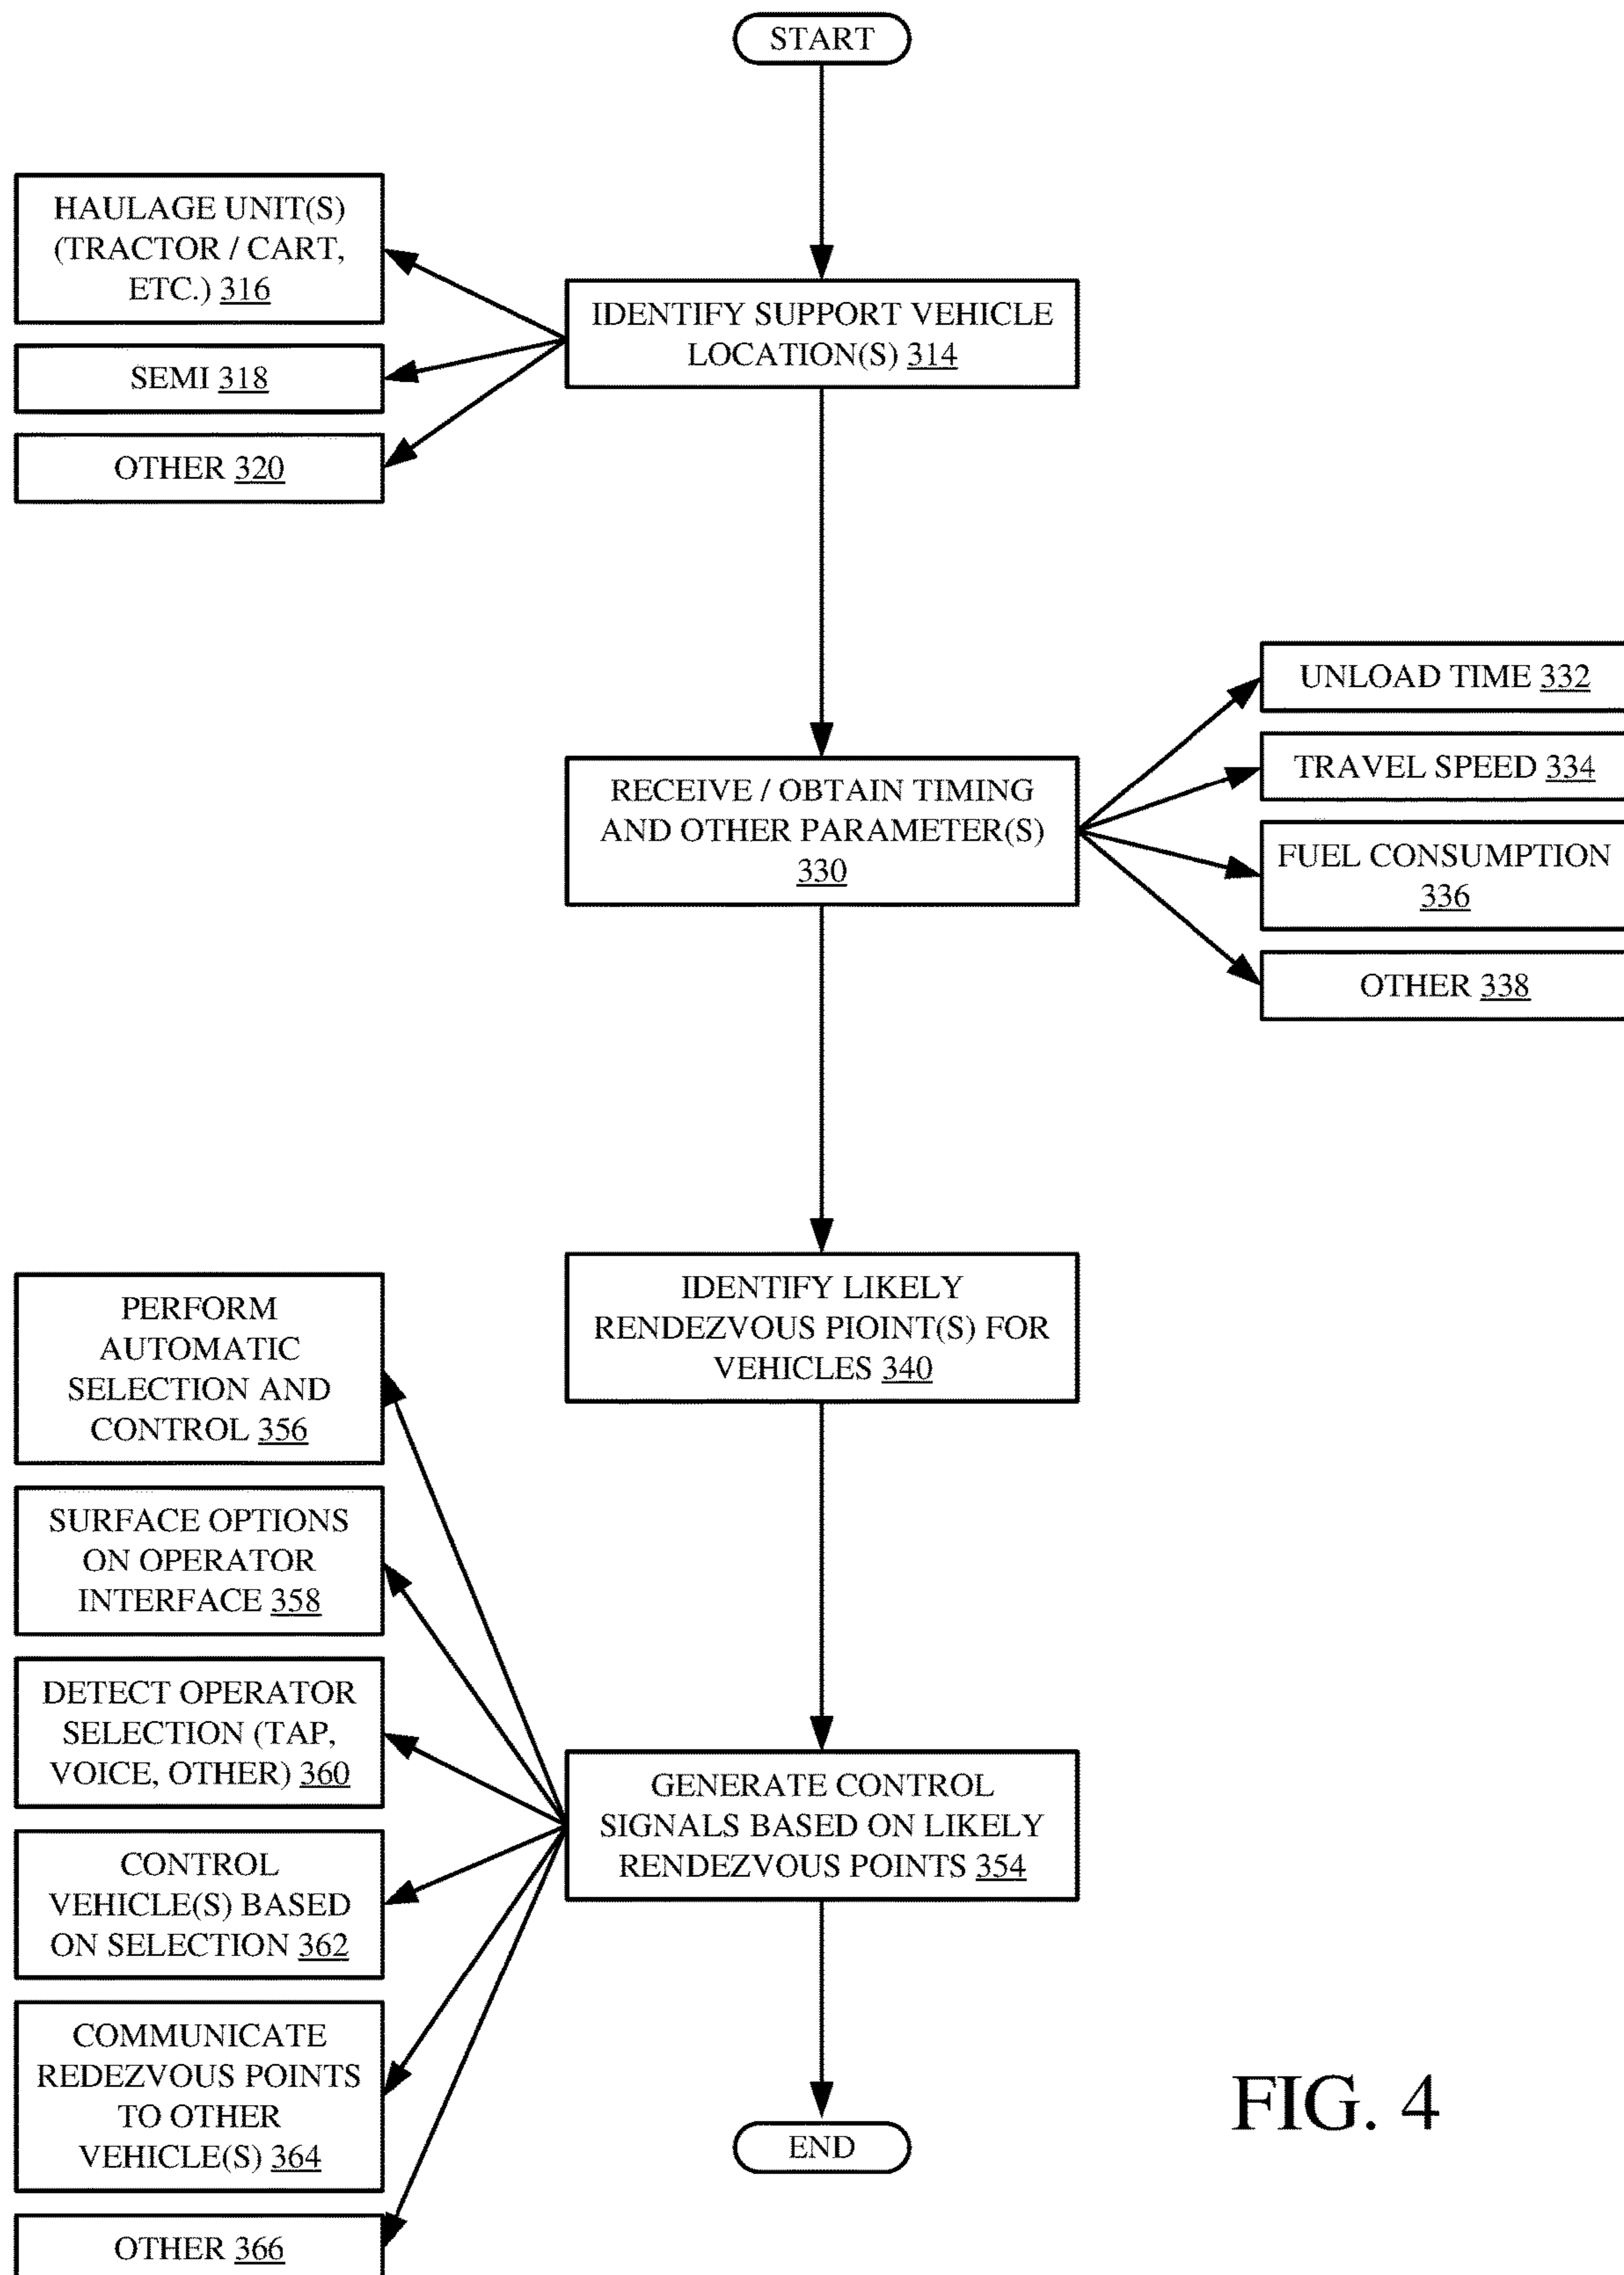 START
HAULAGE UNIT(S)
(TRACTOR / CART,
ETC.) 316
SEMI 318
OTHER 320
IDENTIFY SUPPORT VEHICLE
LOCATION(S) 314
RECEIVE / OBTAIN TIMING
AND OTHER PARAMETER(S)
330
UNLOAD TIME 332
TRAVEL SPEED 334
FUEL CONSUMPTION
336
OTHER 338
IDENTIFY LIKELY
RENDEZVOUS PIOINT(S) FOR
VEHICLES 340
PERFORM
AUTOMATIC
SELECTION AND
CONTROL 356
SURFACE OPTIONS
ON OPERATOR
INTERFACE 358
DETECT OPERATOR
SELECTION (TAP,
VOICE, OTHER) 360
CONTROL
VEHICLE(S) BASED
ON SELECTION 362
COMMUNICATE
REDEZVOUS POINTS
TO OTHER
VEHICLE(S) 364
OTHER 366
GENERATE CONTROL
SIGNALS BASED ON LIKELY
RENDEZVOUS POINTS 354
END
FIG. 4